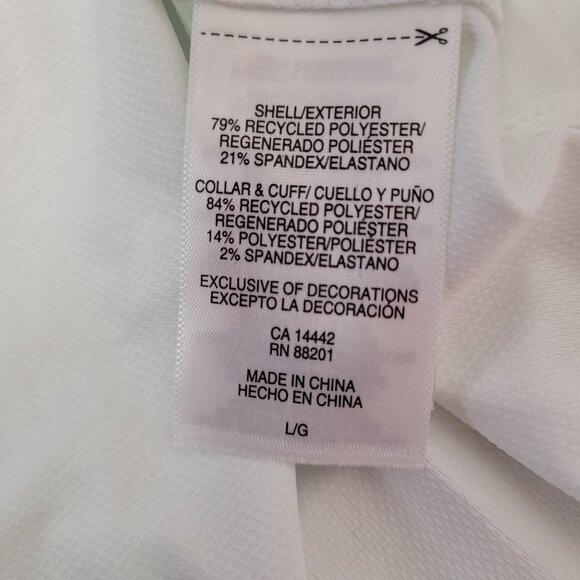 SHELL/EXTERIOR
79% RECYCLED POLYESTER/
REGENERADO POLIÉSTER
21% SPANDEX/ELASTANO
COLLAR & CUFF/ CUELLO Y PUÑO
84% RECYCLED POLYESTER/
REGENERADO POLIÉSTER
14% POLYESTER/POLIÉSTER
2% SPANDEX/ELASTANO
EXCLUSIVE OF DECORATIONS
EXCEPTO LA DECORACIÓN
CA 14442
RN 88201
MADE IN CHINA
HECHO EN CHINA
L/G